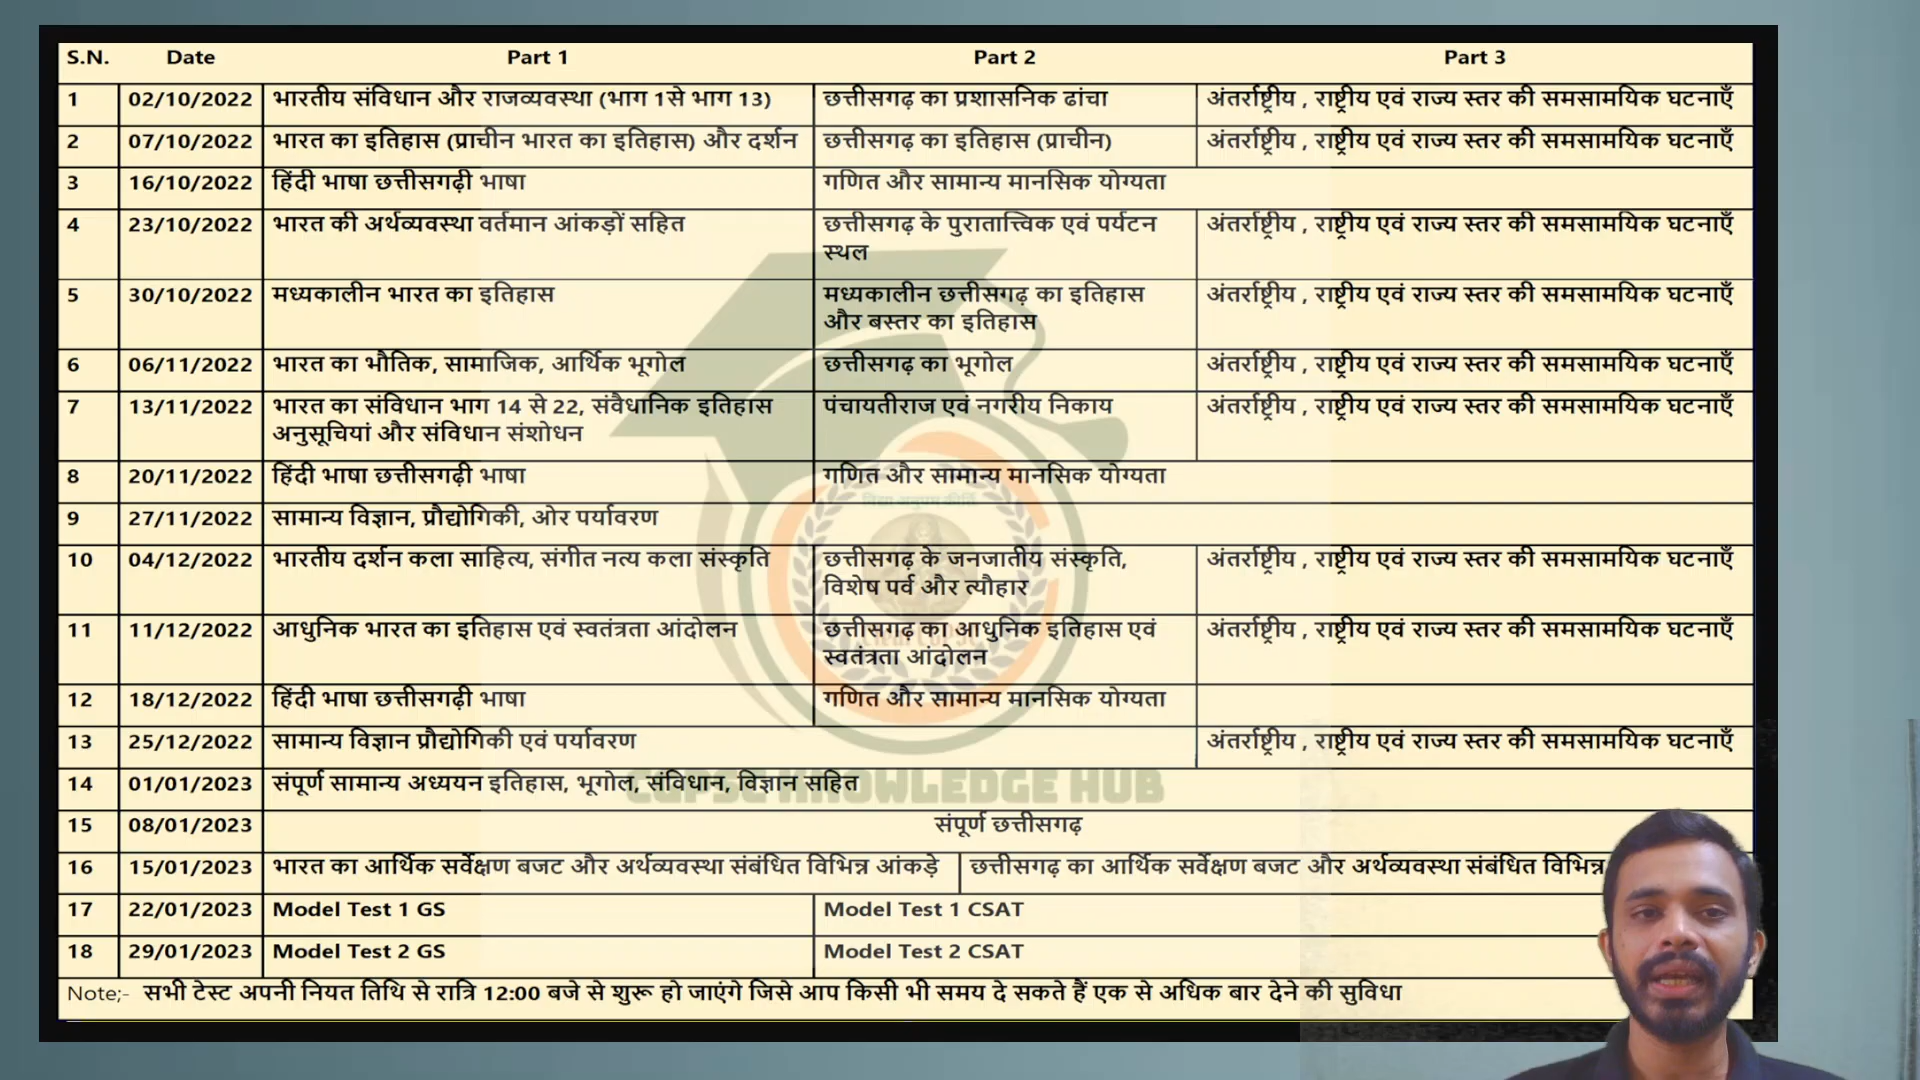 S.N. Date Part 1 Part 2 Part 3
1 02/10/2022 भारतीय संविधान और राजव्यवस्था (भाग 1से भाग 13) छत्तीसगढ़ का प्रशासनिक ढांचा अंतर्राष्ट्रीय , राष्ट्रीय एवं राज्य स्तर की समसामयिक घटनाएँ
2 07/10/2022 भारत का इतिहास (प्राचीन भारत का इतिहास) और दर्शन छत्तीसगढ़ का इतिहास (प्राचीन) अंतर्राष्ट्रीय , राष्ट्रीय एवं राज्य स्तर की समसामयिक घटनाएँ
3 16/10/2022 हिंदी भाषा छत्तीसगढ़ी भाषा गणित और सामान्य मानसिक योग्यता
4 23/10/2022 भारत की अर्थव्यवस्था वर्तमान आंकड़ों सहित छत्तीसगढ़ के पुरातात्त्विक एवं पर्यटन अंतर्राष्ट्रीय , राष्ट्रीय एवं राज्य स्तर की समसामयिक घटनाएँ
स्थल
5 30/10/2022 मध्यकालीन भारत का इतिहास मध्यकालीन छत्तीसगढ़ का इतिहास अंतर्राष्ट्रीय , राष्ट्रीय एवं राज्य स्तर की समसामयिक घटनाएँ
और बस्तर का इतिहास
6 06/11/2022 भारत का भौतिक, सामाजिक, आर्थिक भूगोल छत्तीसगढ़ का भूगोल अंतर्राष्ट्रीय , राष्ट्रीय एवं राज्य स्तर की समसामयिक घटनाएँ
7 13/11/2022 भारत का संविधान भाग 14 से 22, संवैधानिक इतिहास पंचायतीराज एवं नगरीय निकाय अंतर्राष्ट्रीय , राष्ट्रीय एवं राज्य स्तर की समसामयिक घटनाएँ
अनुसूचियां और संविधान संशोधन
8 20/11/2022 हिंदी भाषा छत्तीसगढ़ी भाषा गणित और सामान्य मानसिक योग्यता
9 27/11/2022 सामान्य विज्ञान, प्रौद्योगिकी, ओर पर्यावरण
10 04/12/2022 भारतीय दर्शन कला साहित्य, संगीत नत्य कला संस्कृति छत्तीसगढ़ के जनजातीय संस्कृति, अंतर्राष्ट्रीय , राष्ट्रीय एवं राज्य स्तर की समसामयिक घटनाएँ
विशेष पर्व और त्यौहार
11 11/12/2022 आधुनिक भारत का इतिहास एवं स्वतंत्रता आंदोलन छत्तीसगढ़ का आधुनिक इतिहास एवं अंतर्राष्ट्रीय , राष्ट्रीय एवं राज्य स्तर की समसामयिक घटनाएँ
स्वतंत्रता आंदोलन
12 18/12/2022 हिंदी भाषा छत्तीसगढ़ी भाषा गणित और सामान्य मानसिक योग्यता
13 25/12/2022 सामान्य विज्ञान प्रौद्योगिकी एवं पर्यावरण अंतर्राष्ट्रीय , राष्ट्रीय एवं राज्य स्तर की समसामयिक घटनाएँ
14 01/01/2023 संपूर्ण सामान्य अध्ययन इतिहास, भूगोल, संविधान, विज्ञान सहित
CGPSC KNOWLEDGE HUB
15 08/01/2023 संपूर्ण छत्तीसगढ़
16 15/01/2023 भारत का आर्थिक सर्वेक्षण बजट और अर्थव्यवस्था संबंधित विभिन्न आंकड़े छत्तीसगढ़ का आर्थिक सर्वेक्षण बजट और अर्थव्यवस्था संबंधित विभिन्न
17 22/01/2023 Model Test 1 GS Model Test 1 CSAT
18 29/01/2023 Model Test 2 GS Model Test 2 CSAT
Note;- सभी टेस्ट अपनी नियत तिथि से रात्रि 12:00 बजे से शुरू हो जाएंगे जिसे आप किसी भी समय दे सकते हैं एक से अधिक बार देने की सुविधा